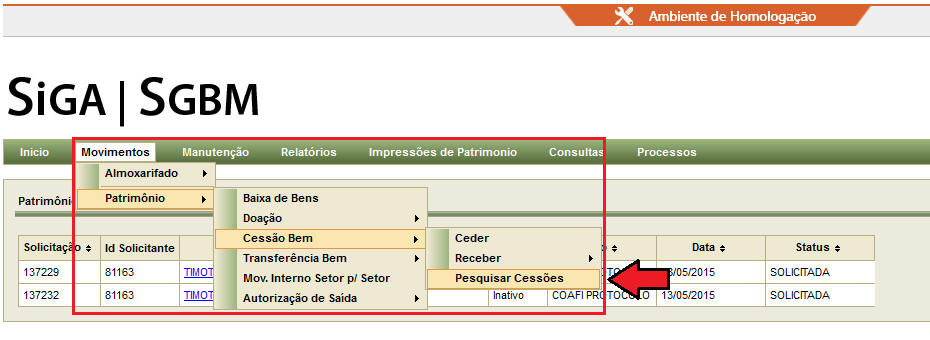 Ambiente de Homologação
SIGA | SGBM
Inicio Movimentos Manutenção Relatórios Impressões de Patrimonio Consultas Processos
Almoxarifado
Patrimônio
Patrimôni
Baixa de Bens
Doação
Cessão Bem
Transferência Bem
Mov. Interno Setor p/ Setor
Autorização de Saída
Ceder
Receber
Pesquisar Cessões
Solicitação Id Solicitante Data Status
137229 81163 TIMOT 3/05/2015 SOLICITADA
137232 81163 TIMOT Inativo COAFI PROTOCOLO 13/05/2015 SOLICITADA